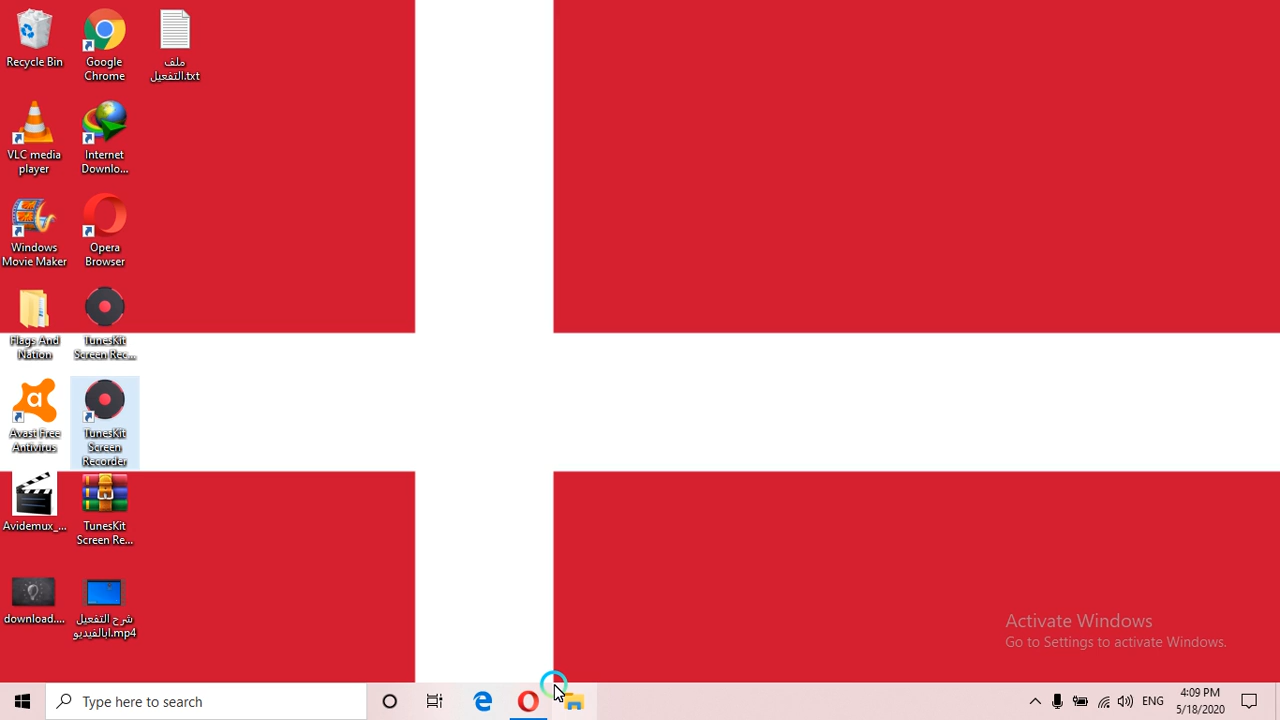 Recycle Bin
Google
Chrome
ملف
التفعيل.txt
VLC media
player
Internet
Downlo...
Windows
Movie Maker
Opera
Browser
Flags And
Nation
TunesKit
Screen Rec...
Avast Free
Antivirus
TunesKit
Screen
Recorder
Avidemux_...
TunesKit
Screen Re...
download....
شرح التفعيل
بالفيديوا.mp4
Activate Windows
Go to Settings to activate Windows.
Type here to search
ENG
4:09 PM
5/18/2020